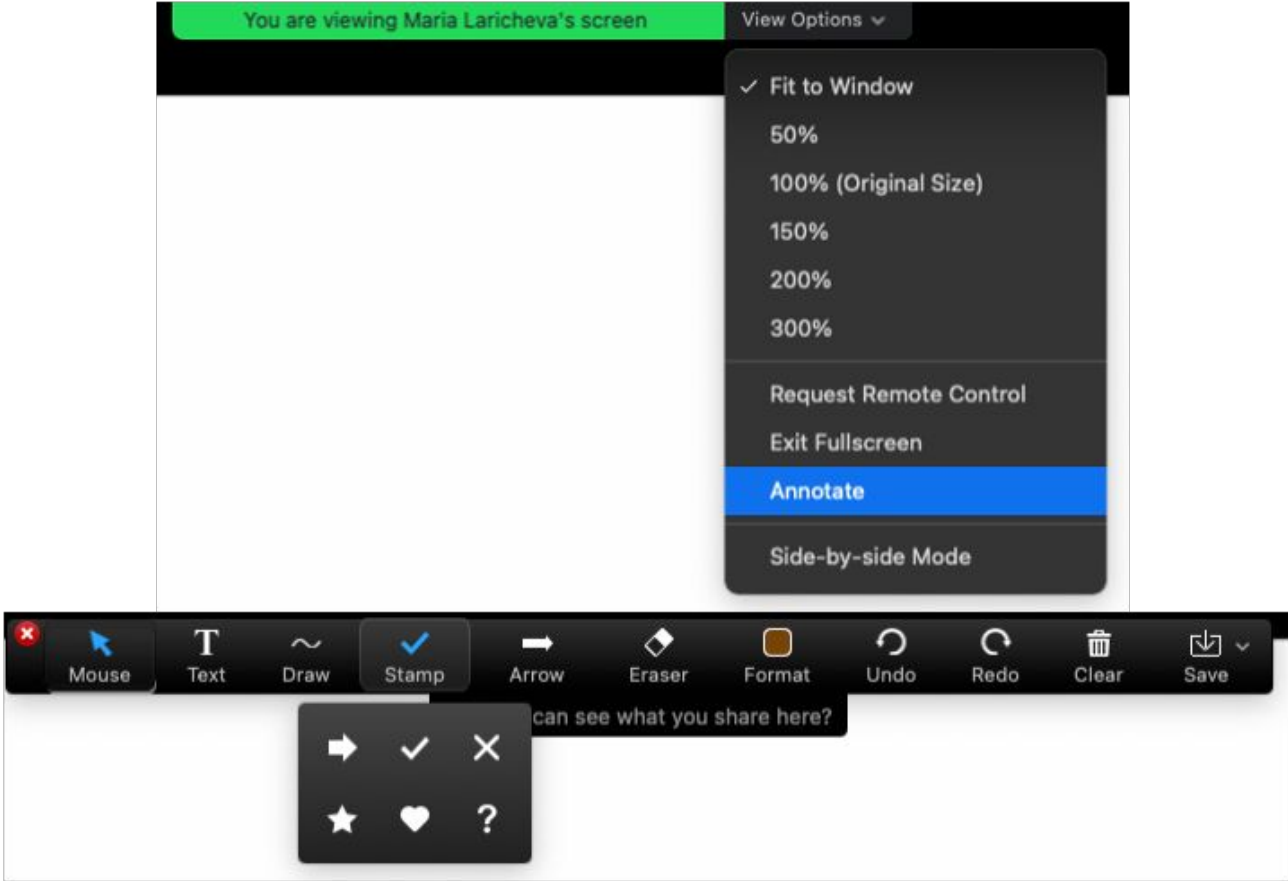 You are viewing Maria Laricheva's screen
View Options
Fit to Window
50%
100% (Original Size)
150%
200%
300%
Request Remote Control
Exit Fullscreen
Annotate
Side-by-side Mode
Mouse
Text
Draw
Stamp
Arrow
Eraser
Format
Undo
Redo
Clear
Save
can see what you share here?